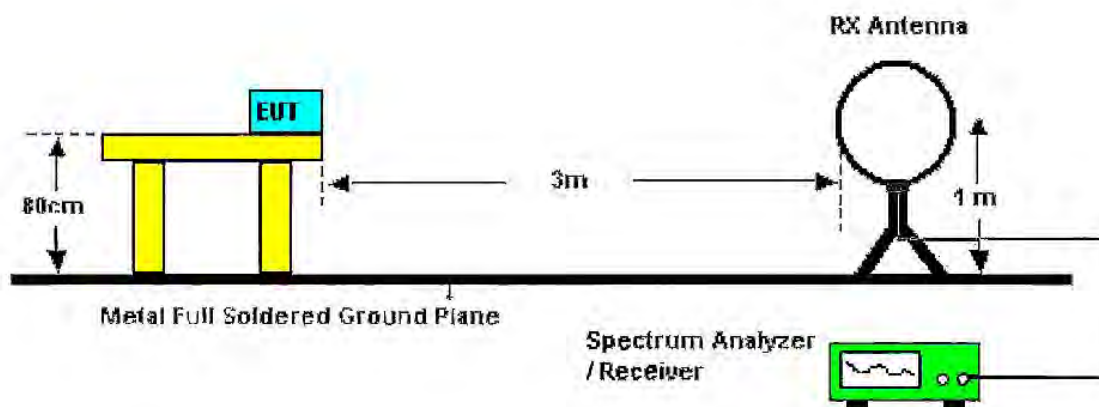 RX Antenna
EUT
3m
80cm
1 m
Metal Full Soldered Ground Plane
Spectrum Analyzer
/ Receiver